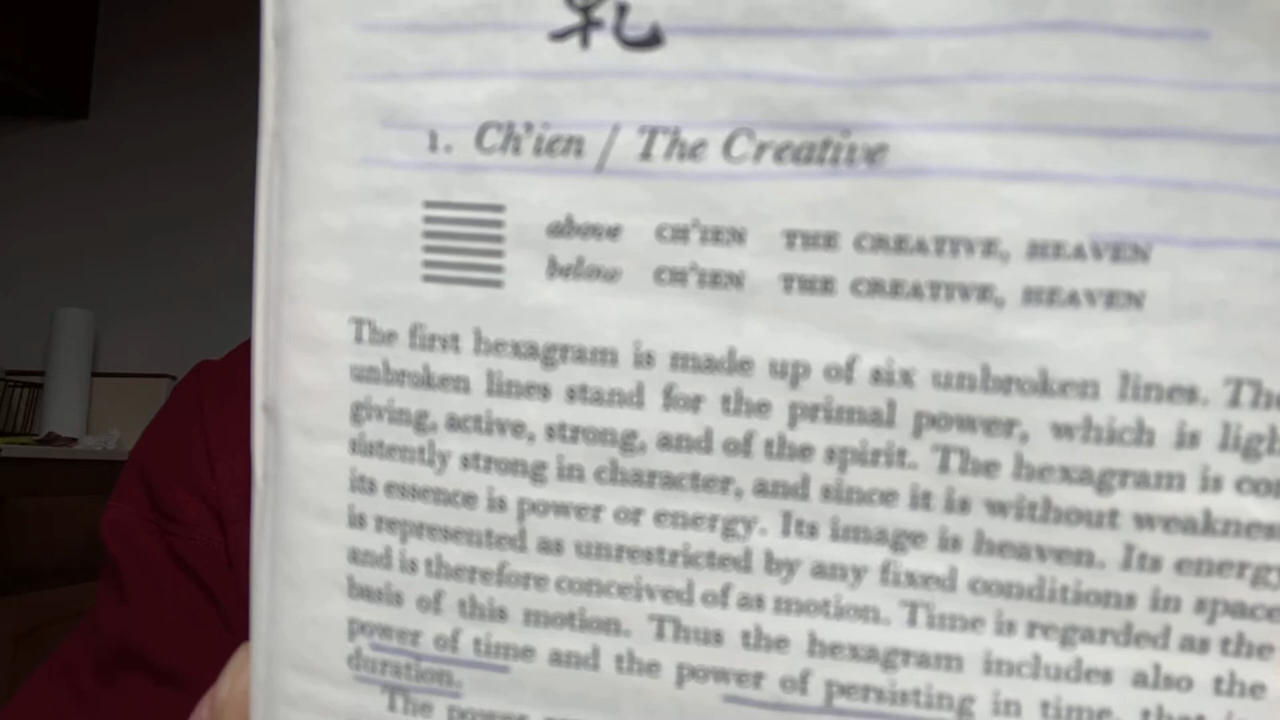 1. Ch'ien / The Creative
above CH'IEN THE CREATIVE, HEAVEN
below CH'IEN THE CREATIVE, HEAVEN
The first hexagram is made up of six unbroken lines.
unbroken lines stand for the primal power, which is
giving, active, strong, and of the spirit. The hexagram is
sistently strong in character, and since it is without
its essence is power or energy. Its image is heaven. Its energy
is represented as unrestricted by any fixed conditions in space
and is therefore conceived of as motion. Time is regarded as the
basis of this motion. Thus the hexagram includes also the
power of time and the power of persisting in time,
duration.
The power